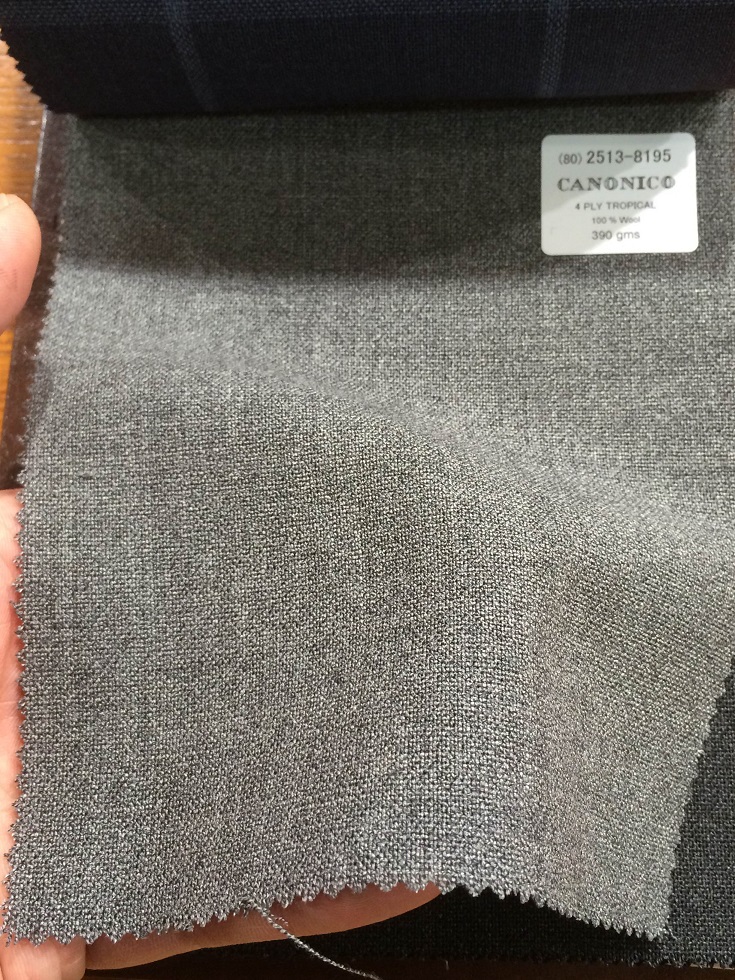 (80) 2513-8195
CANONICO
4 PLY TROPICAL
100 % Wool
390 gms